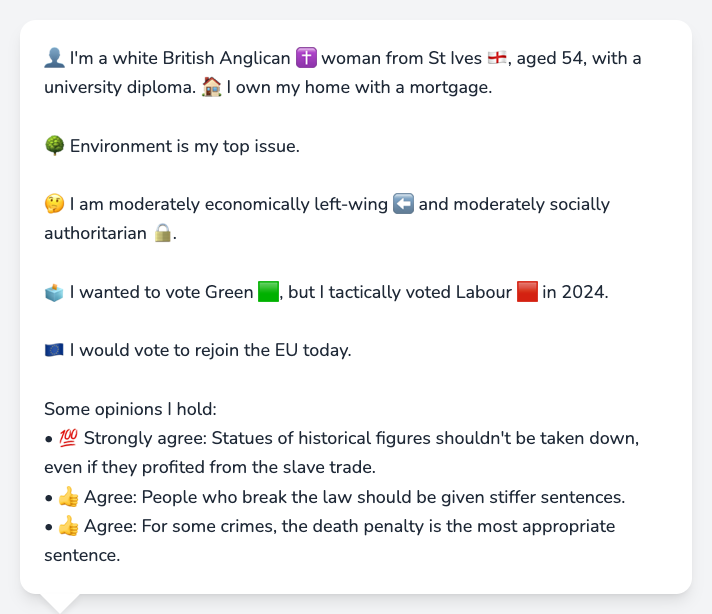 👤 I'm a white British Anglican ✝️ woman from St Ives 🏴󠁧󠁢󠁥󠁮󠁧󠁿, aged 54, with a
university diploma. 🏠 I own my home with a mortgage.
🌳 Environment is my top issue.
🤔 I am moderately economically left-wing ⬅️ and moderately socially
authoritarian 🔒.
🗳️ I wanted to vote Green 🟩, but I tactically voted Labour 🟥 in 2024.
🇪🇺 I would vote to rejoin the EU today.
Some opinions I hold:
• 💯 Strongly agree: Statues of historical figures shouldn't be taken down,
even if they profited from the slave trade.
• 👍 Agree: People who break the law should be given stiffer sentences.
• 👍 Agree: For some crimes, the death penalty is the most appropriate
sentence.